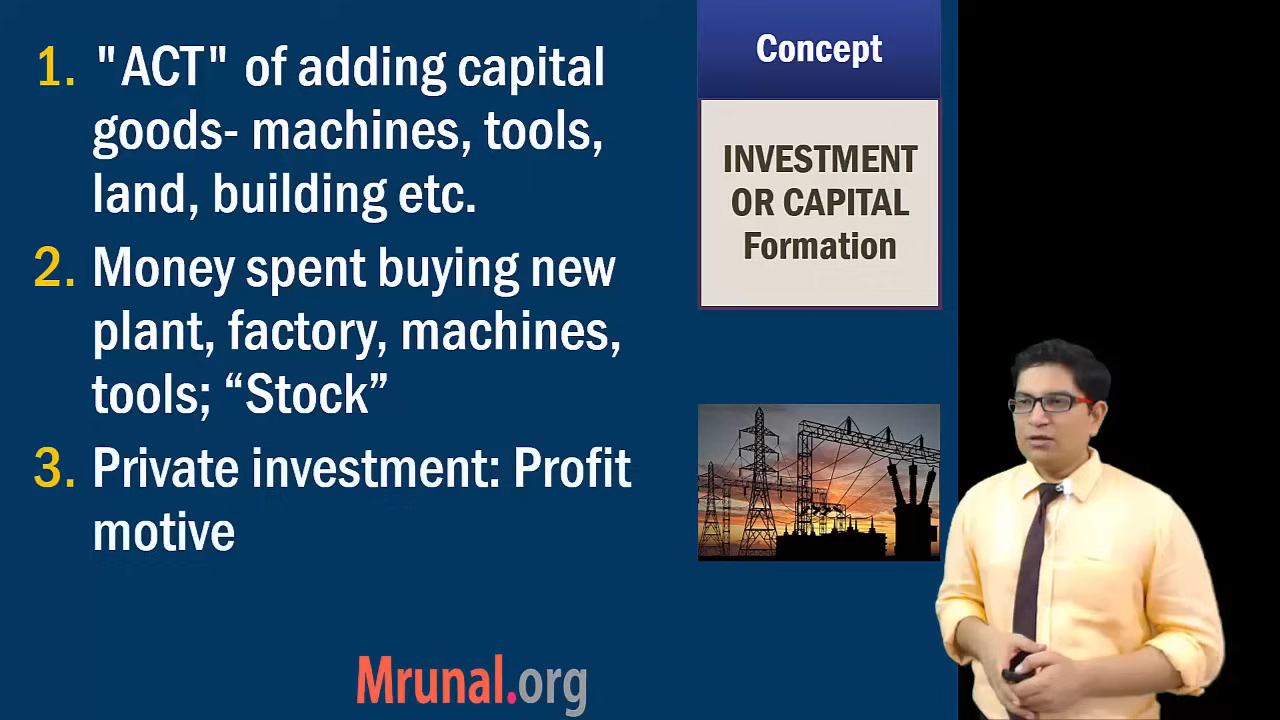 1. "ACT" of adding capital
goods- machines, tools,
land, building etc.
2. Money spent buying new
plant, factory, machines,
tools; “Stock”
3. Private investment: Profit
motive
Concept
INVESTMENT
OR CAPITAL
Formation
Mrunal.org